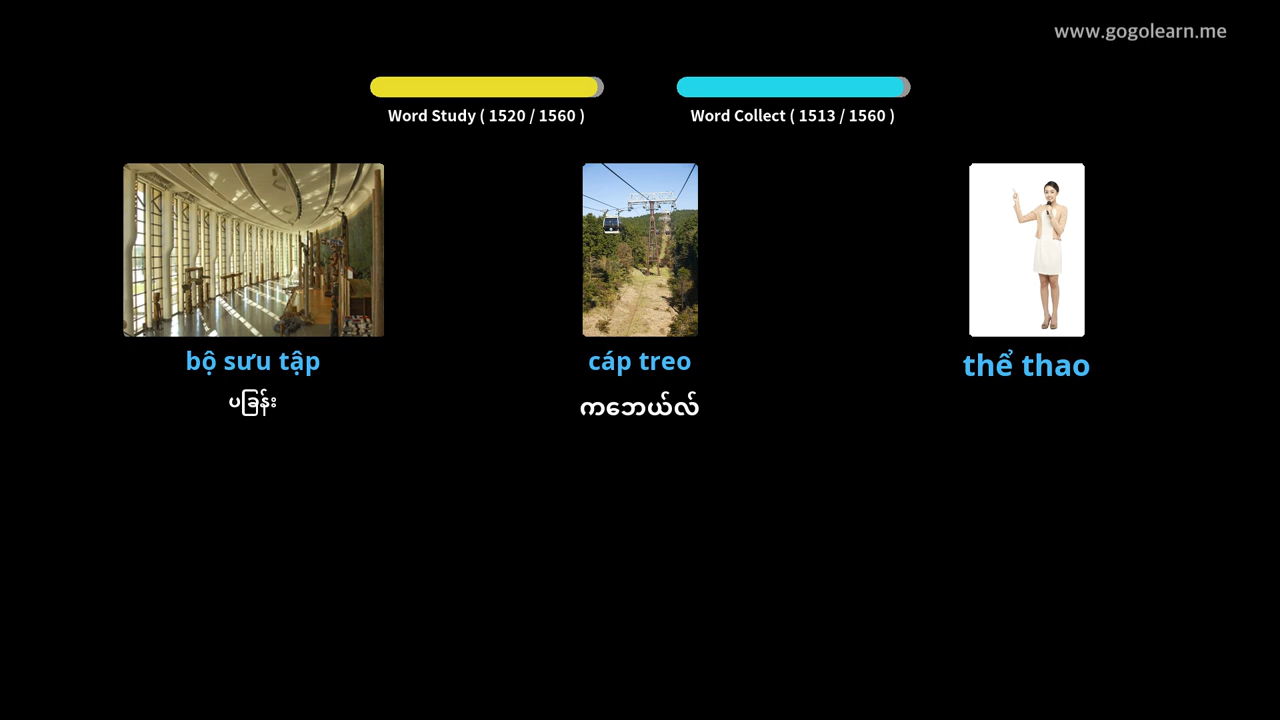 www.gogolearn.me
Word Study ( 1520 / 1560 )
Word Collect ( 1513 / 1560 )
bộ sưu tập
cáp treo
thể thao
ပခြန်း
ကဘေယ်လ်